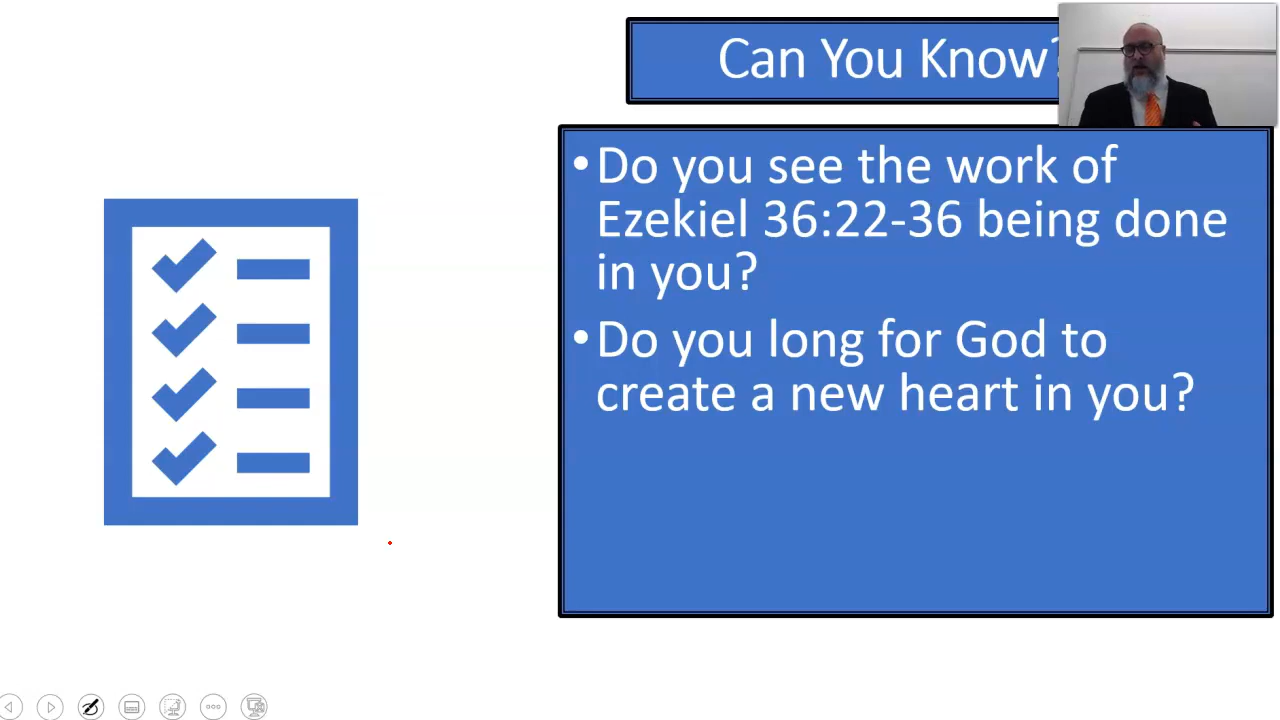 Can You Know?
•Do you see the work of
Ezekiel 36:22-36 being done
in you?
•Do you long for God to
create a new heart in you?